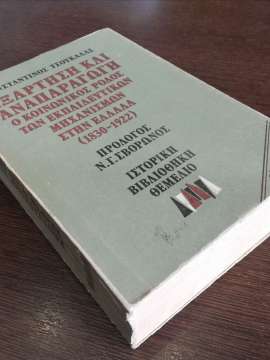 ΚΩΝΣΤΑΝΤΙΝΟΣ ΤΣΟΥΚΑΛΑΣ
ΕΞΑΡΤΗΣΗ ΚΑΙ
ΑΝΑΠΑΡΑΓΩΓΗ
Ο ΚΟΙΝΩΝΙΚΟΣ ΡΟΛΟΣ
ΤΩΝ ΕΚΠΑΙΔΕΥΤΙΚΩΝ
ΜΗΧΑΝΙΣΜΩΝ
ΣΤΗΝ ΕΛΛΑΔΑ
(1830-1922)
ΠΡΟΛΟΓΟΣ
Ν.Γ. ΣΒΟΡΩΝΟΣ
ΙΣΤΟΡΙΚΗ
ΒΙΒΛΙΟΘΗΚΗ
ΘΕΜΕΛΙΟ